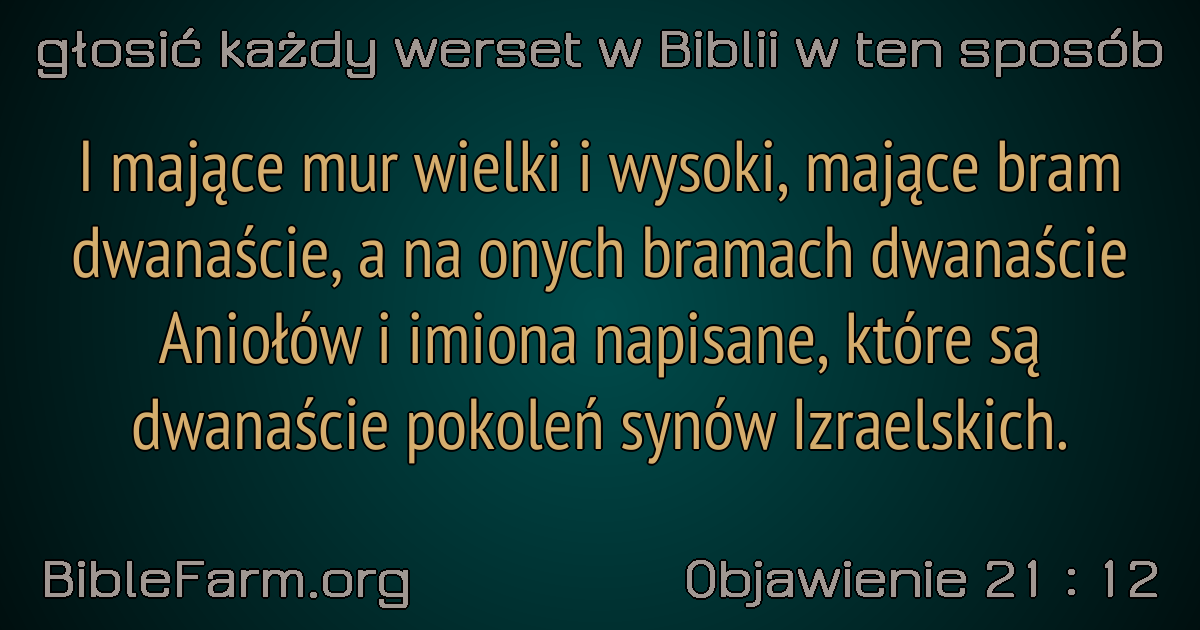 głosić każdy werset w Biblii w ten sposób
I mające mur wielki i wysoki, mające bram
dwanaście, a na onych bramach dwanaście
Aniołów i imiona napisane, które są
dwanaście pokoleń synów Izraelskich.
BibleFarm.org
Objawienie 21 : 12